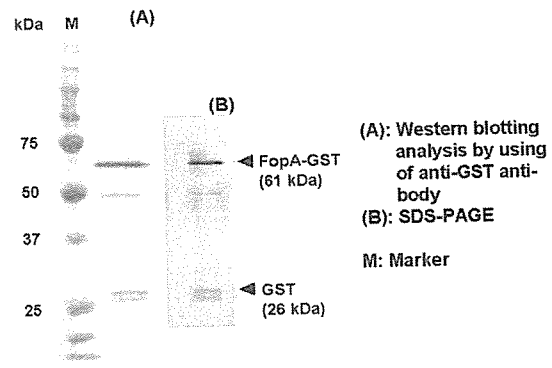 kDa M (A)
(B)
75
50
37
25
FopA-GST
(61 kDa)
GST
(26 kDa)
(A): Western blotting
analysis by using
of anti-GST anti-
body
(B): SDS-PAGE
M: Marker